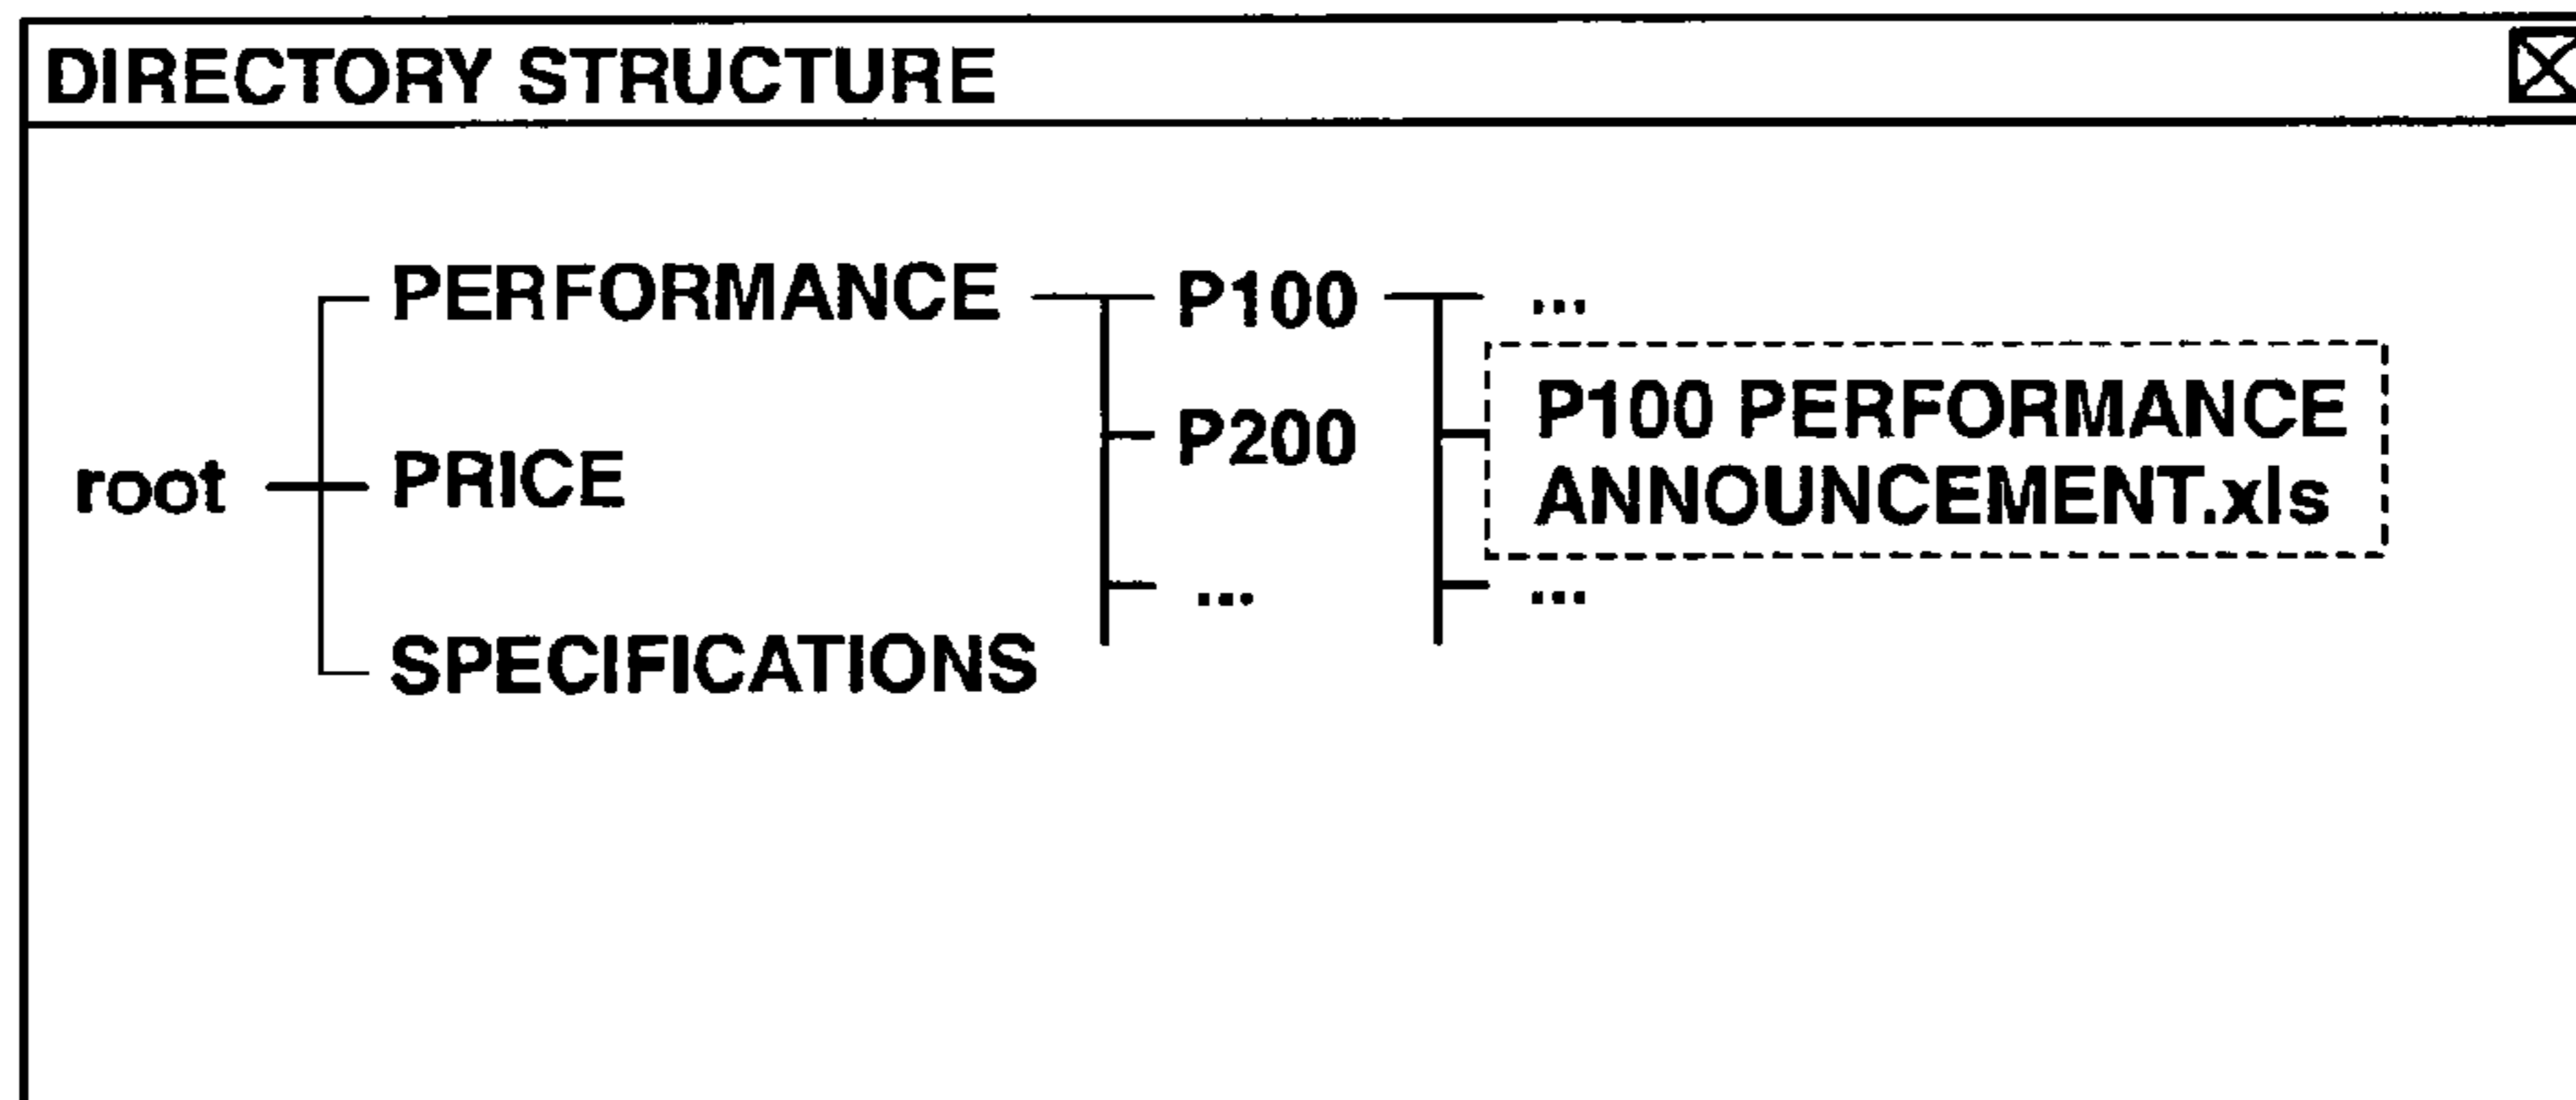 DIRECTORY STRUCTURE
PERFORMANCE P100 ...
P100 PERFORMANCE
P200
root PRICE
ANNOUNCEMENT.xls
... ...
SPECIFICATIONS